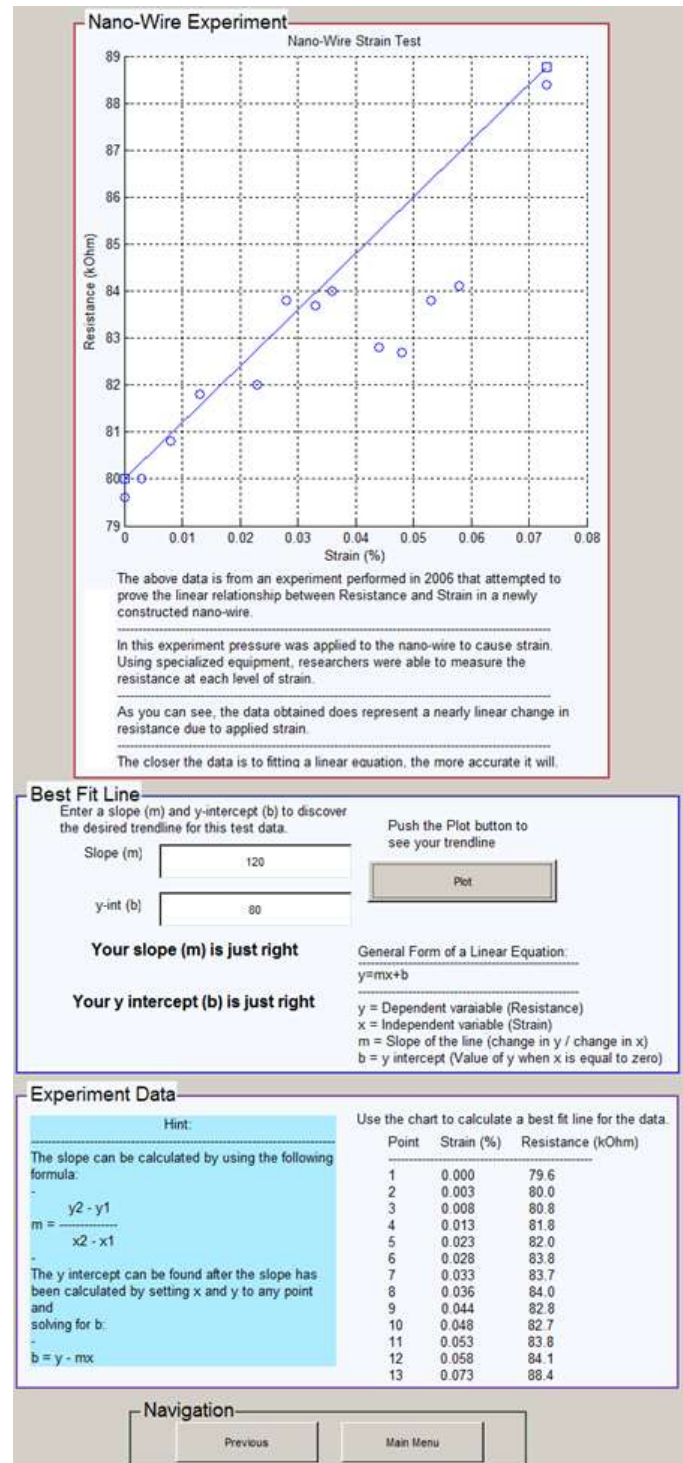 Nano-Wire Experiment
Nano-Wire Strain Test
89
88
87
86
85
84
83
82
81
80
79
Resistance (kOhm)
0 0.01 0.02 0.03 0.04 0.05 0.06 0.07 0.08
Strain (%)
The above data is from an experiment performed in 2006 that attempted to
prove the linear relationship between Resistance and Strain in a newly
constructed nano-wire.
In this experiment pressure was applied to the nano-wire to cause strain.
Using specialized equipment, researchers were able to measure the
resistance at each level of strain.
As you can see, the data obtained does represent a nearly linear change in
resistance due to applied strain.
The closer the data is to fitting a linear equation, the more accurate it will.
Best Fit Line
Enter a slope (m) and y-intercept (b) to discover
the desired trendline for this test data.
Push the Plot button to
see your trendline
Slope (m) 120
Plot
y-int (b) 80
Your slope (m) is just right
Your y intercept (b) is just right
General Form of a Linear Equation:
y=mx+b
y = Dependent varaiable (Resistance)
x = Independent variable (Strain)
m = Slope of the line (change in y / change in x)
b = y intercept (Value of y when x is equal to zero)
Experiment Data
Hint:
The slope can be calculated by using the following
formula:
-
y2 - y1
m = --------------
x2 - x1
-
The y intercept can be found after the slope has
been calculated by setting x and y to any point
and
solving for b:
-
b = y - mx
Use the chart to calculate a best fit line for the data.
Point Strain (%) Resistance (kOhm)
1 0.000 79.6
2 0.003 80.0
3 0.008 80.8
4 0.013 81.8
5 0.023 82.0
6 0.028 83.8
7 0.033 83.7
8 0.036 84.0
9 0.044 82.8
10 0.048 82.7
11 0.053 83.8
12 0.058 84.1
13 0.073 88.4
Navigation
Previous
Main Menu